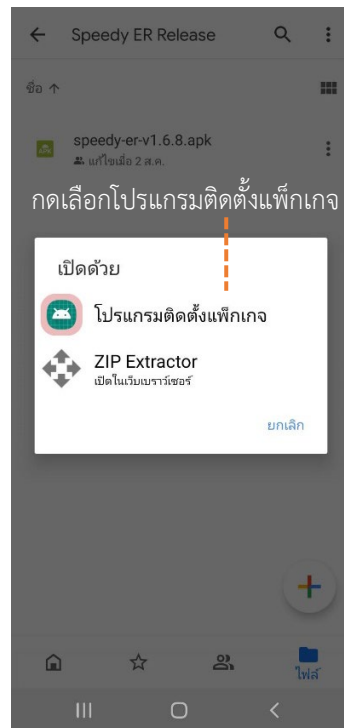 Speedy ER Release
ชื่อ
speedy-er-v1.6.8.apk
แก้ไขเมื่อ 2 ส.ค.
กดเลือกโปรแกรมติดตั้งแพ็กเกจ
เปิดด้วย
โปรแกรมติดตั้งแพ็กเกจ
ZIP Extractor
เปิดในเว็บเบราว์เซอร์
ยกเลิก
ไฟล์